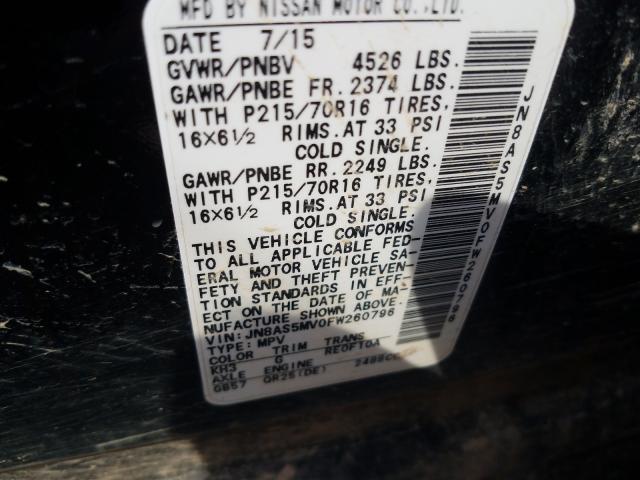 MFD BY NISSAN MOTOR CO.,LTD.
DATE 7/15
GVWR/PNBV 4526 LBS.
GAWR/PNBE FR. 2374 LBS.
WITH P215/70R16 TIRES,
16X6½ RIMS.AT 33 PSI
COLD SINGLE.
GAWR/PNBE RR. 2249 LBS.
WITH P215/70R16 TIRES,
16X6½ RIMS.AT 33 PSI
COLD SINGLE.
THIS VEHICLE CONFORMS
TO ALL APPLICABLE FED-
ERAL MOTOR VEHICLE SA-
FETY AND THEFT PREVEN-
TION STANDARDS IN EFF-
ECT ON THE DATE OF MA-
NUFACTURE SHOWN ABOVE.
VIN:JN8AS5MV0FW260796
TYPE: MPV
COLOR TRIM TRANS
KH3 G RE0F10A
AXLE ENGINE
GB57 QR25(DE) 2488CC
JN8AS5MV0FW260796